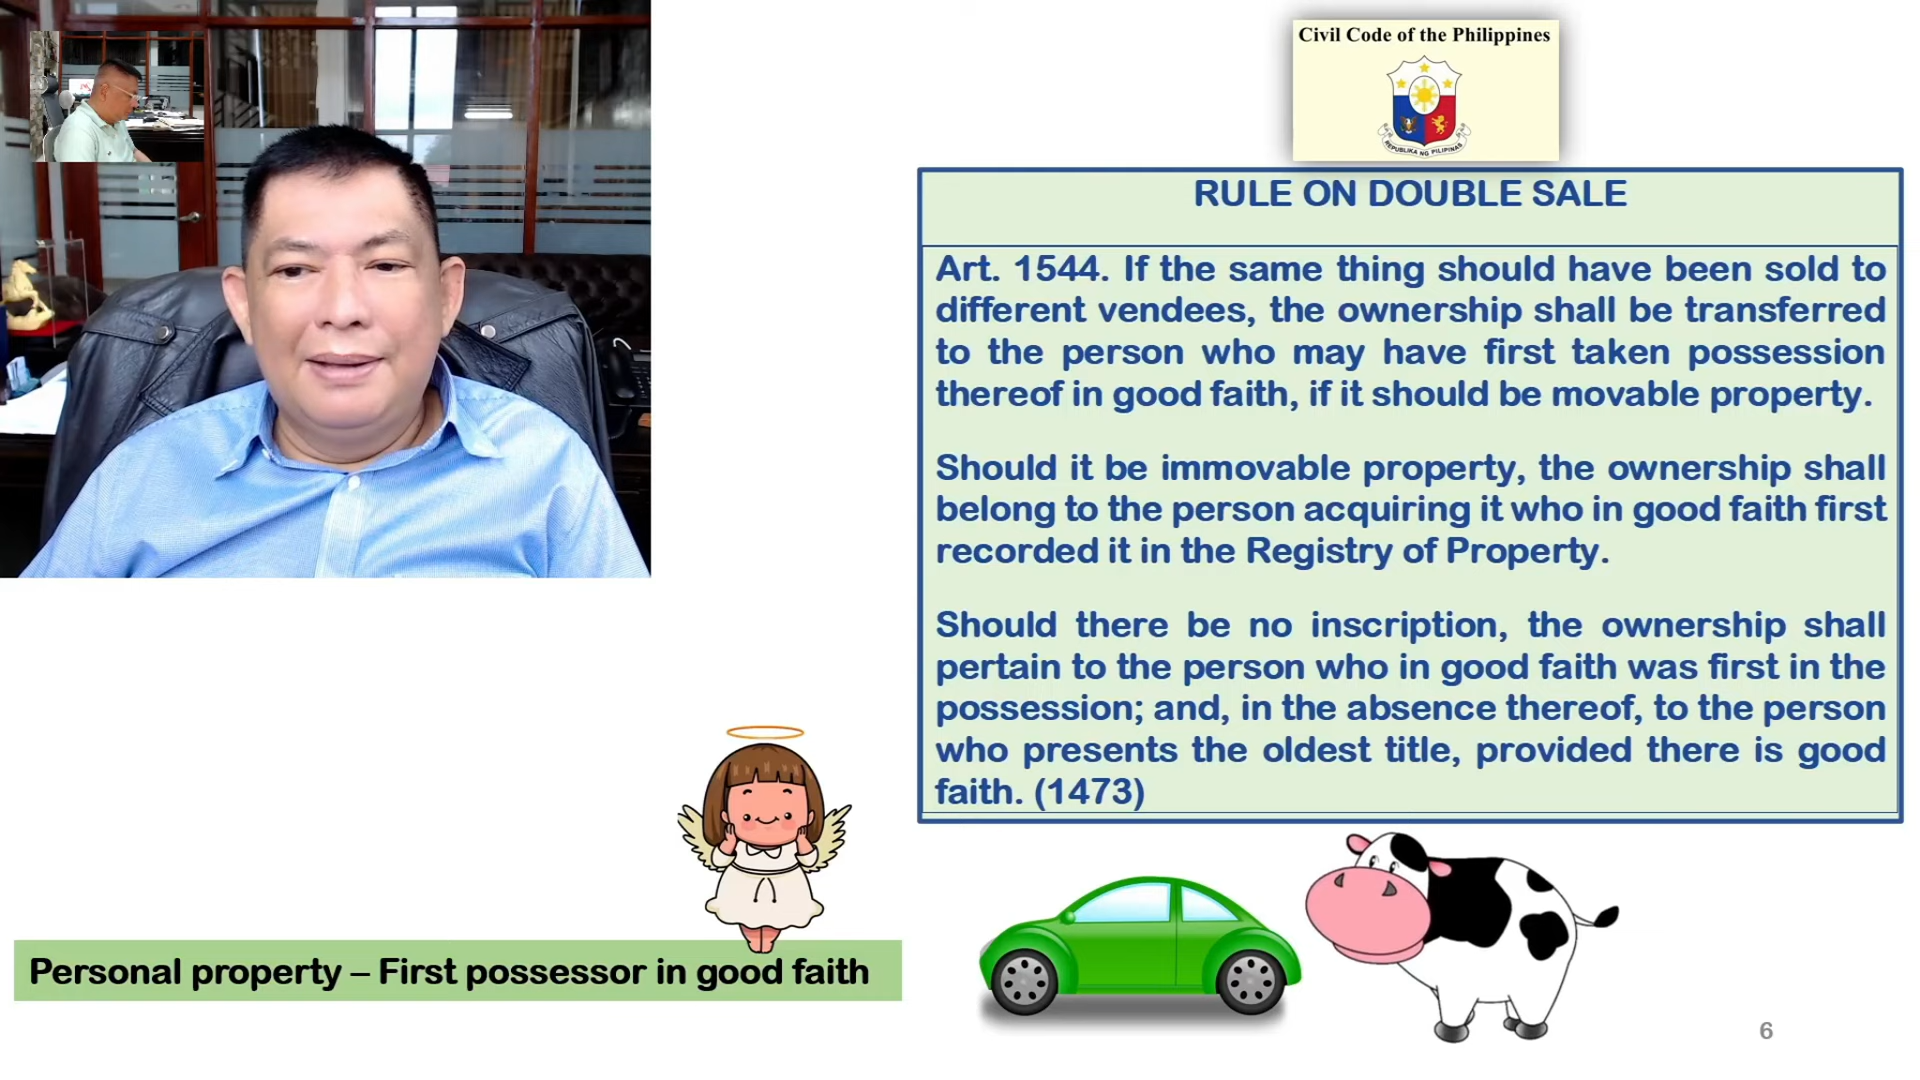 Civil Code of the Philippines
REPUBLIKA NG PILIPINAS
RULE ON DOUBLE SALE
Art. 1544. If the same thing should have been sold to
different vendees, the ownership shall be transferred
to the person who may have first taken possession
thereof in good faith, if it should be movable property.
Should it be immovable property, the ownership shall
belong to the person acquiring it who in good faith first
recorded it in the Registry of Property.
Should there be no inscription, the ownership shall
pertain to the person who in good faith was first in the
possession; and, in the absence thereof, to the person
who presents the oldest title, provided there is good
faith. (1473)
Personal property – First possessor in good faith
6